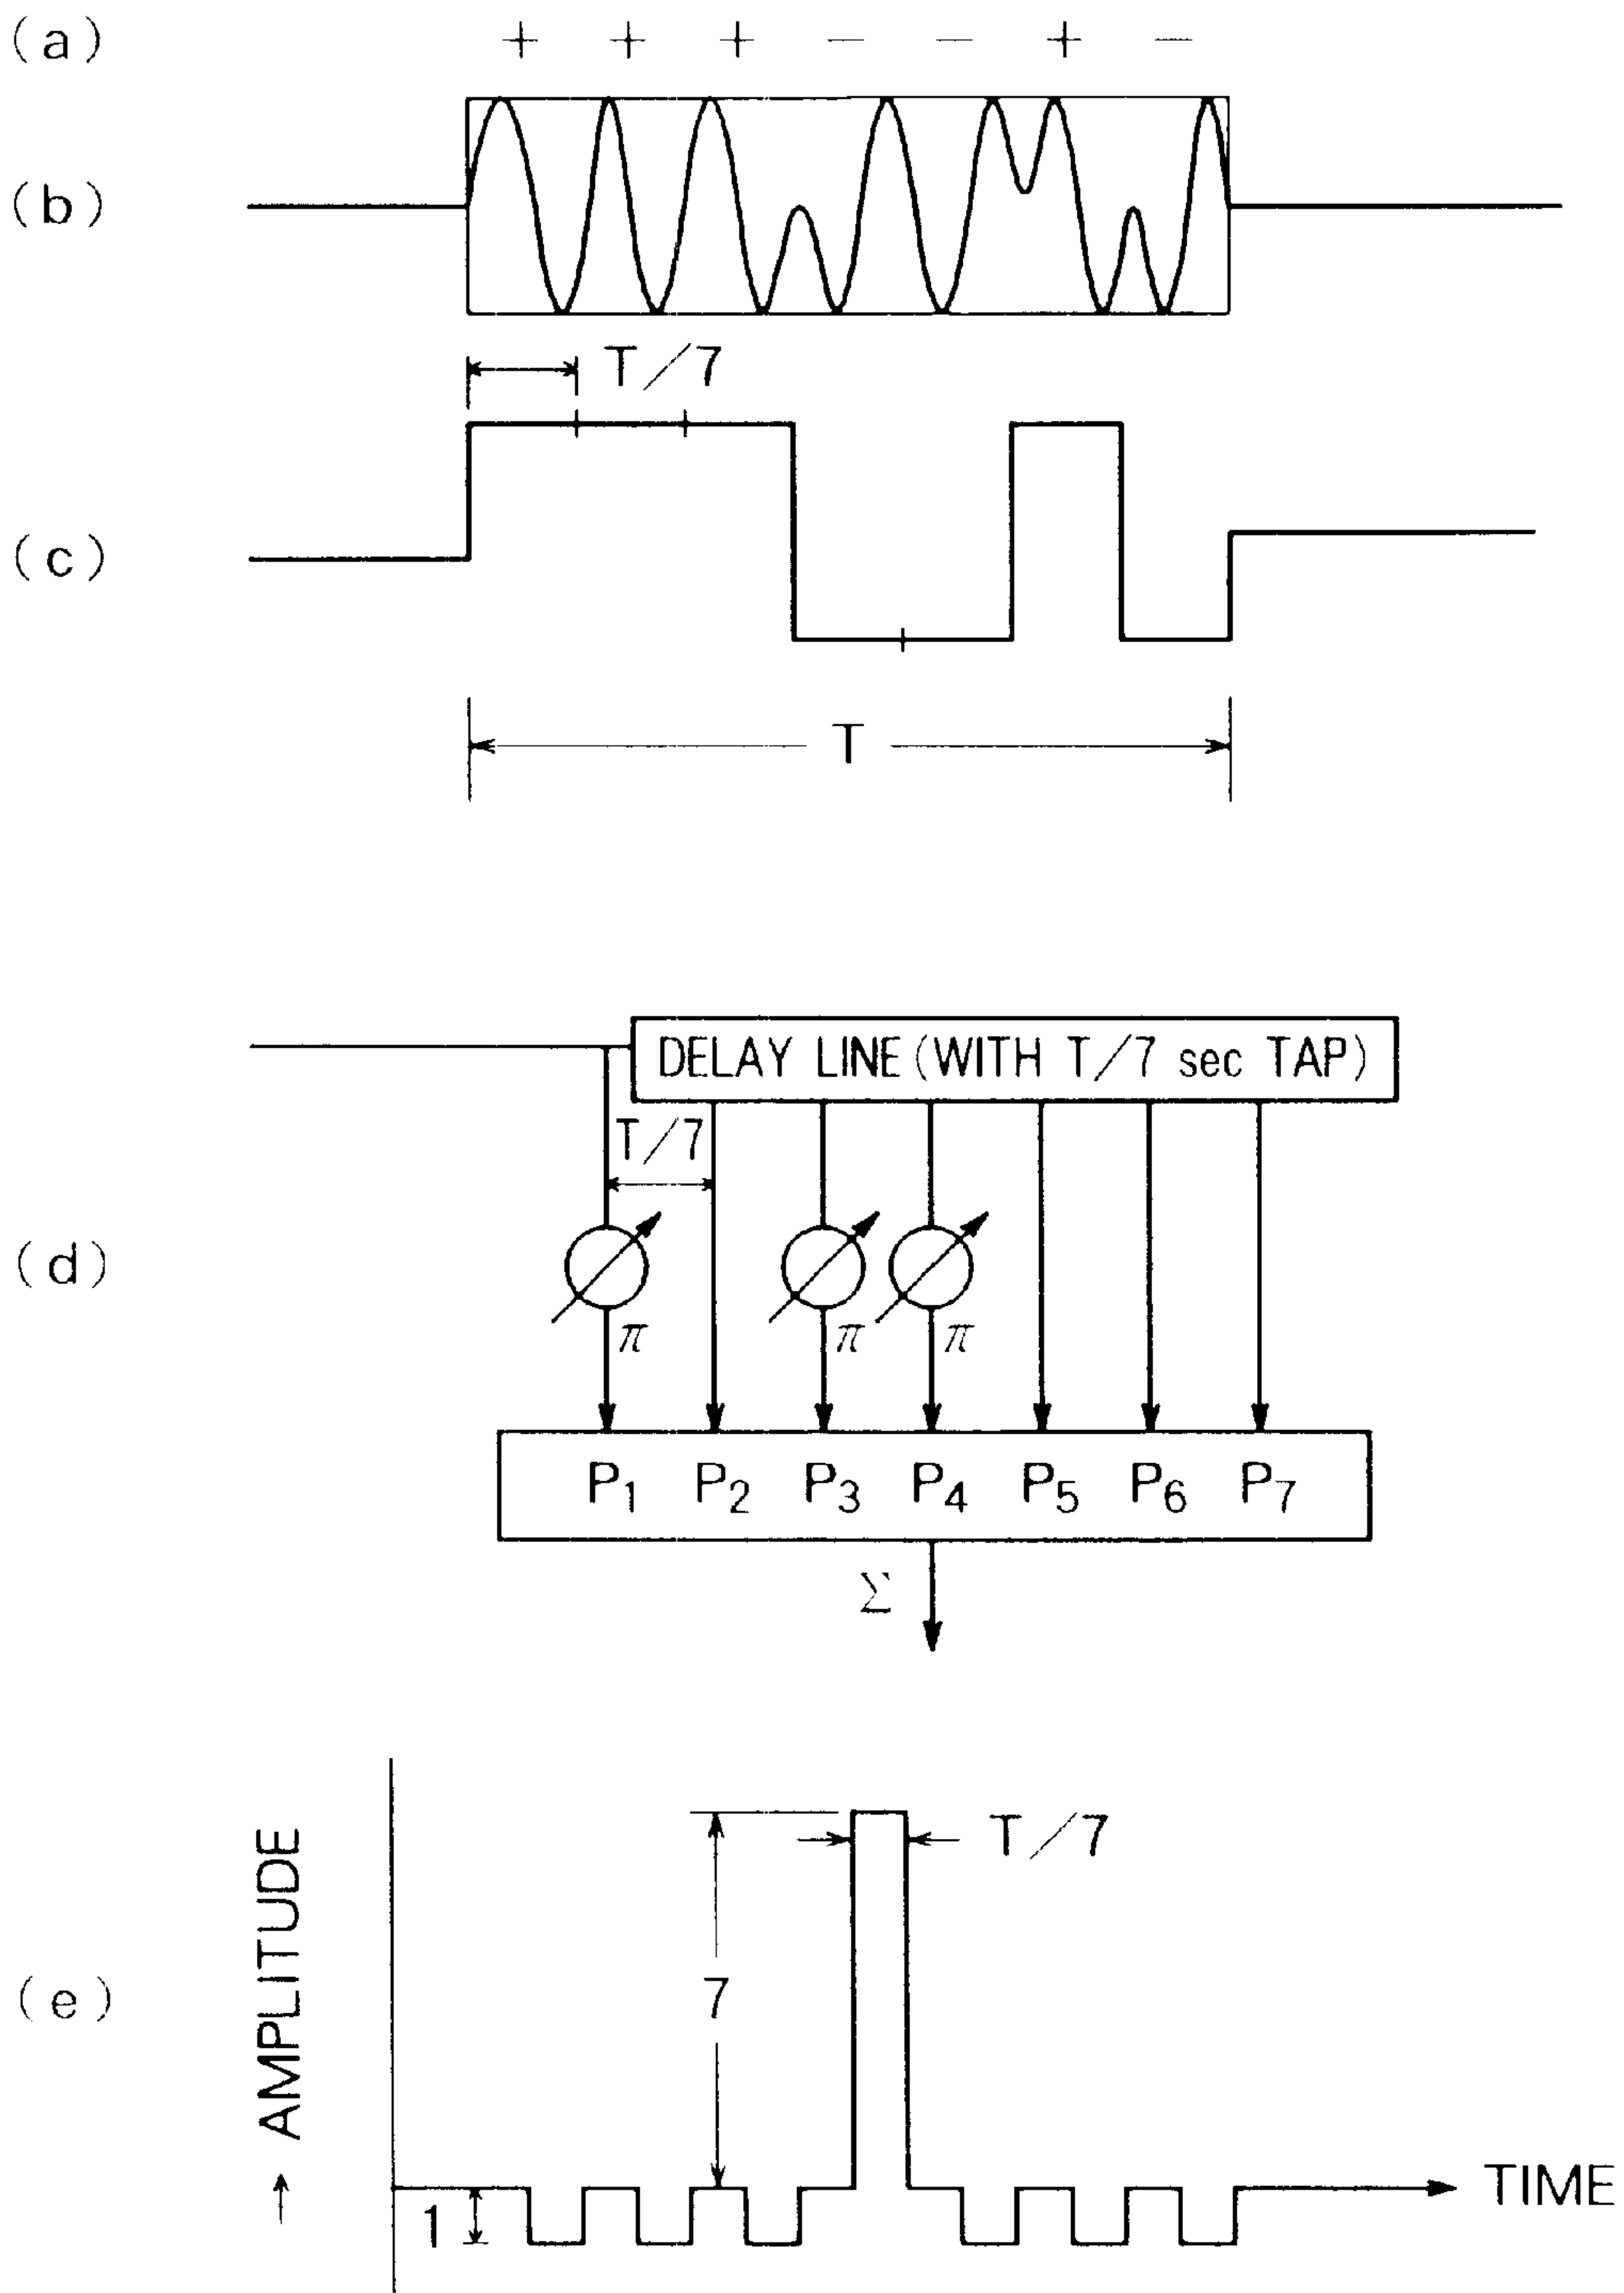 (a) + + + − − + −
(b)
T/7
(c)
T
DELAY LINE (WITH T/7 sec TAP)
T/7
(d)
π π π
P₁ P₂ P₃ P₄ P₅ P₆ P₇
Σ
T/7
(e)
→ AMPLITUDE
7
1
TIME